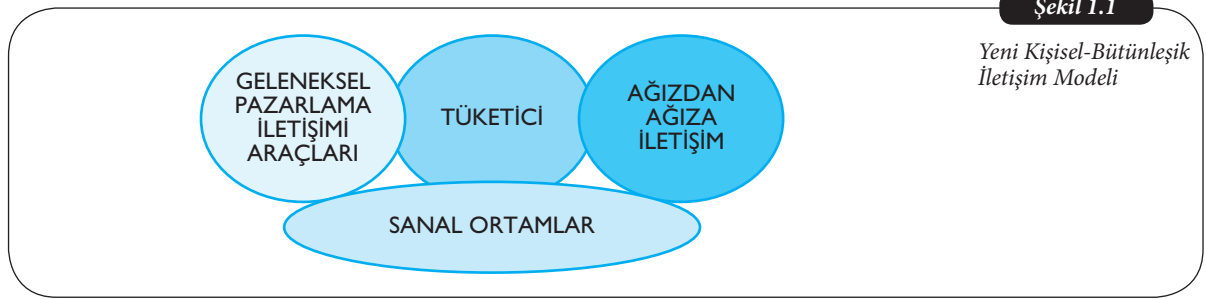 Şekil 1.1
Yeni Kişisel-Bütünleşik
İletişim Modeli
GELENEKSEL
PAZARLAMA
İLETİŞİMİ
ARAÇLARI
TÜKETİCİ
AĞIZDAN
AĞIZA
İLETİŞİM
SANAL ORTAMLAR